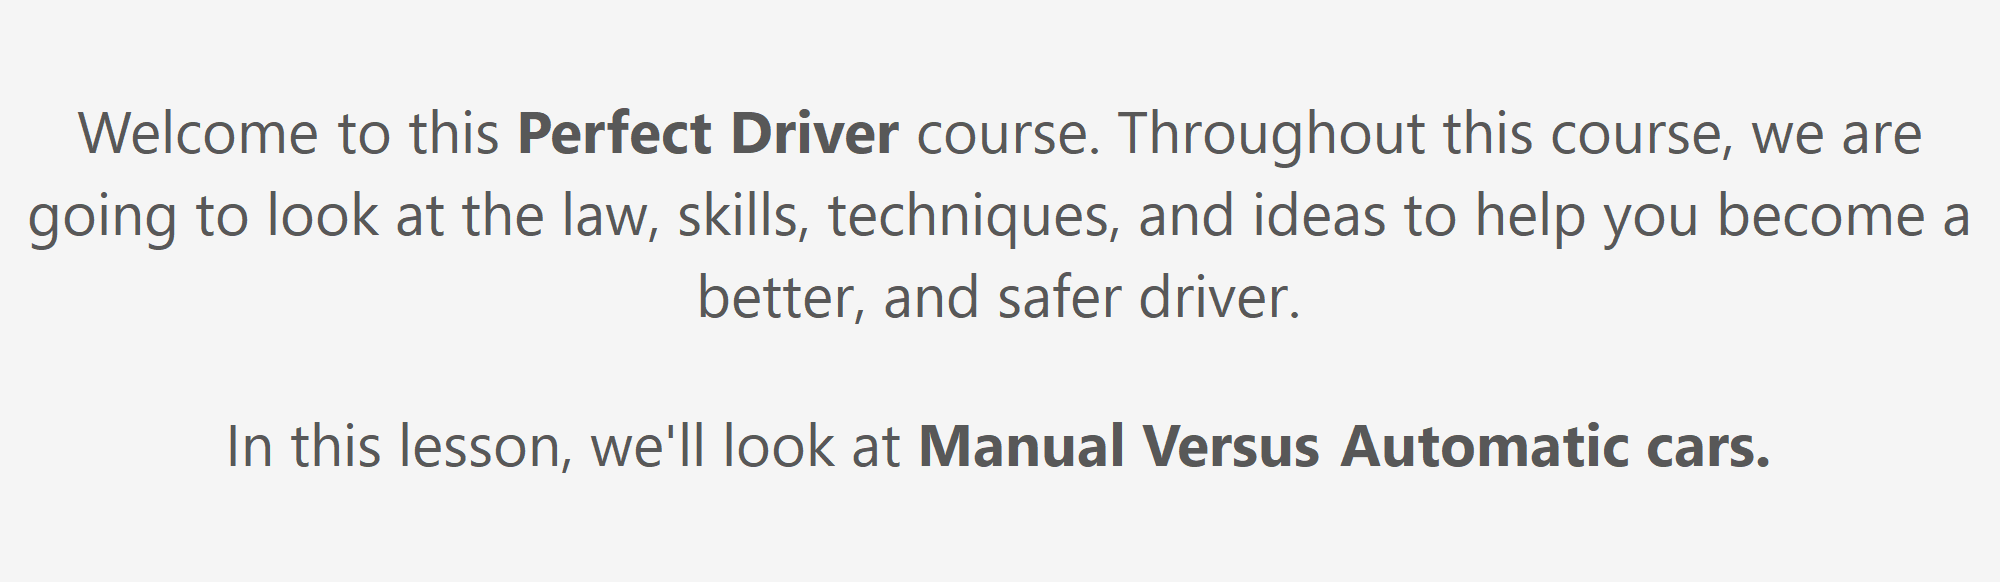 Welcome to this Perfect Driver course. Throughout this course, we are
going to look at the law, skills, techniques, and ideas to help you become a
better, and safer driver.
In this lesson, we'll look at Manual Versus Automatic cars.